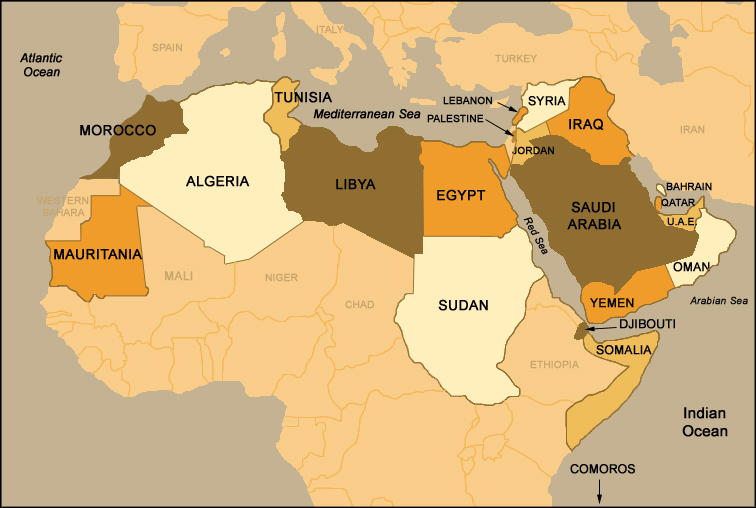 ITALY
SPAIN
Atlantic
Ocean
TURKEY
TUNISIA
LEBANON
SYRIA
Mediterranean Sea
PALESTINE
IRAQ
MOROCCO
IRAN
JORDAN
ALGERIA
LIBYA
EGYPT
BAHRAIN
QATAR
WESTERN
SAHARA
SAUDI
ARABIA
U.A.E.
Red Sea
MAURITANIA
OMAN
MALI
NIGER
CHAD
SUDAN
YEMEN
Arabian Sea
DJIBOUTI
SOMALIA
ETHIOPIA
Indian
Ocean
COMOROS